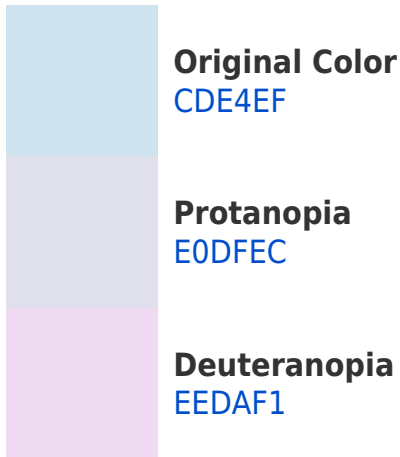 Original Color
CDE4EF
Protanopia
E0DFEC
Deuteranopia
EEDAF1